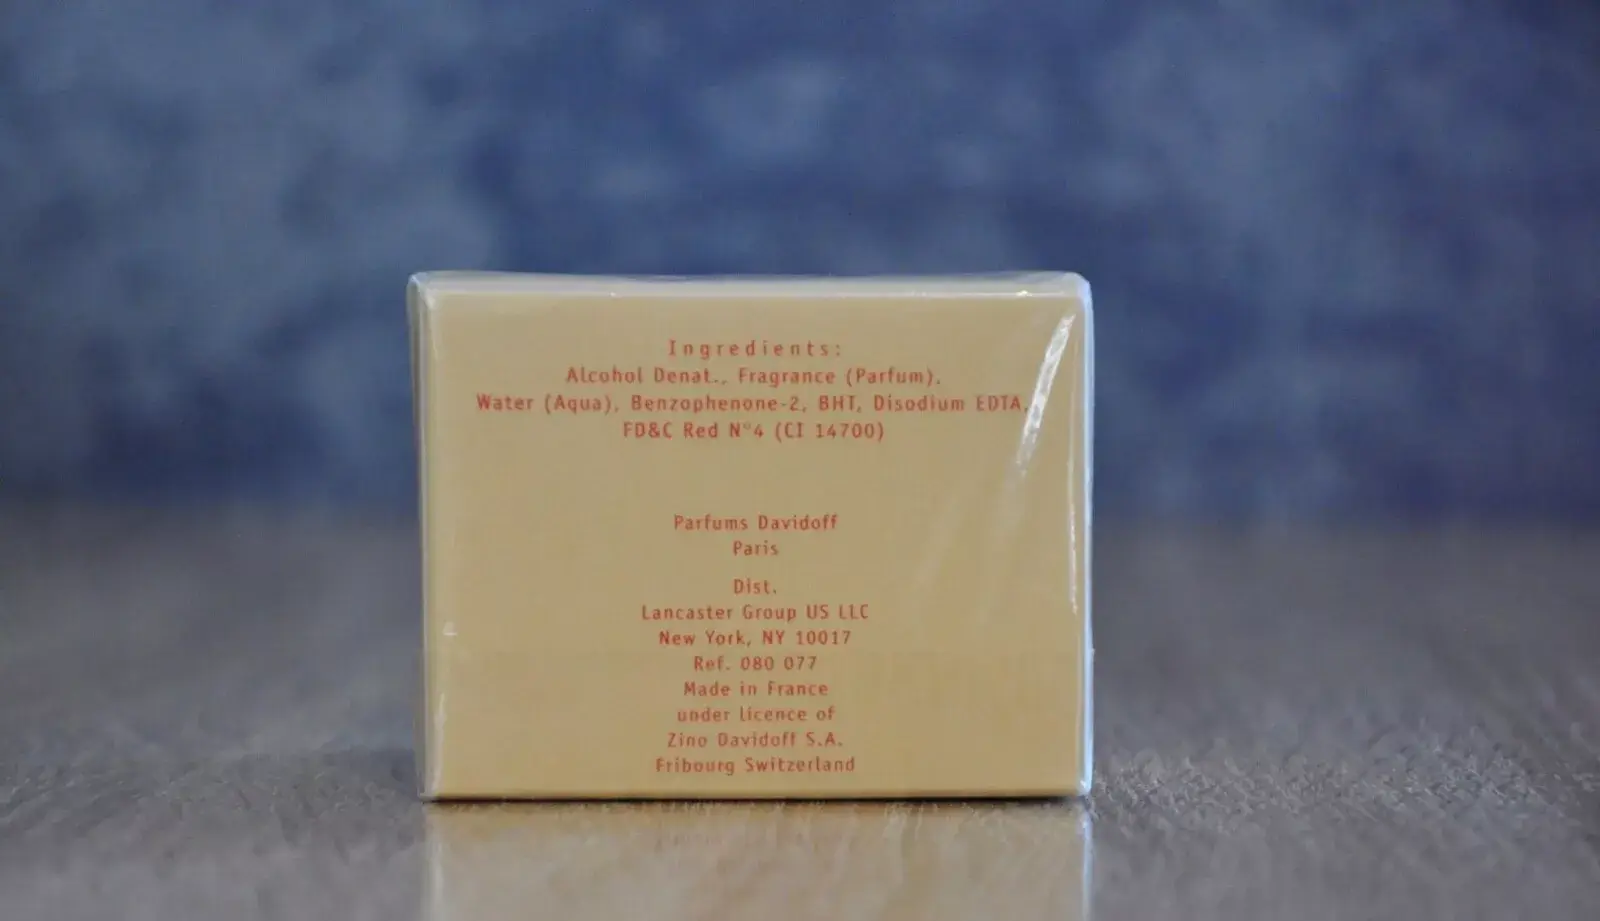 Ingredients:
Alcohol Denat., Fragrance (Parfum),
Water (Aqua), Benzophenone-2, BHT, Disodium EDTA,
FD&C Red N°4 (CI 14700)
Parfums Davidoff
Paris
Dist.
Lancaster Group US LLC
New York, NY 10017
Ref. 080 077
Made in France
under licence of
Zino Davidoff S.A.
Fribourg Switzerland